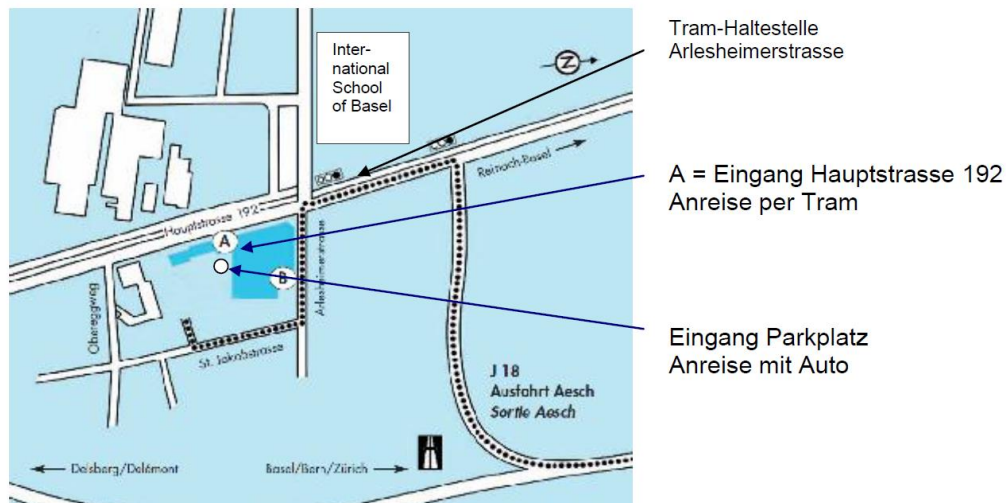 Tram-Haltestelle
Arlesheimerstrasse
Inter-
national
School
of Basel
Z
Reinach-Basel
A = Eingang Hauptstrasse 192
Anreise per Tram
Hauptstrasse 192
A
B
Arlesheimerstrasse
Obereggweg
St. Jakobstrasse
Eingang Parkplatz
Anreise mit Auto
J 18
Ausfahrt Aesch
Sortie Aesch
Delsberg/Delémont
Basel/Bern/Zürich